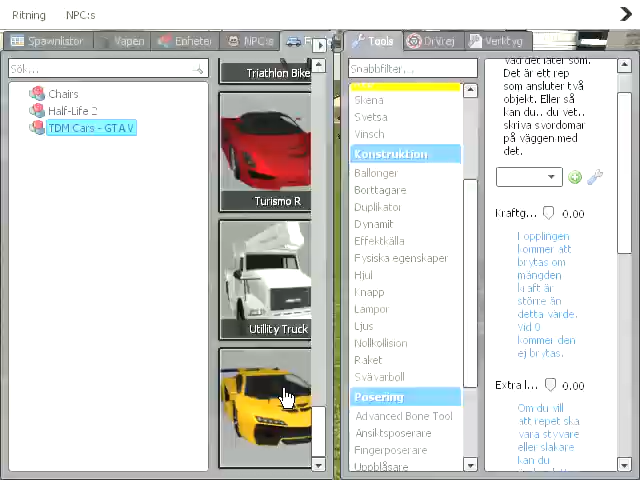 Ritning NPC:s
Spawnlistor Vapen Enheter NPC:s
Tools Övrigt Verktyg
Sök...
Chairs
Half-Life 2
TDM Cars - GTA V
Triathlon Bike
Turismo R
Utility Truck
Snabbfilter...
Skena
Svetsa
Vinsch
Konstruktion
Ballonger
Borttagare
Duplikator
Dynamit
Effektkälla
Fysiska egenskaper
Hjul
Knapp
Lampor
Ljus
Nollkollision
Raket
Svävarboll
Posering
Advanced Bone Tool
Ansiktsposerare
Fingerposerare
Uppblåsare
vad det låter som.
Det är ett rep
som ansluter två
objekt. Eller så
kan du.. du vet..
skriva svordomar
på väggen med
det.
Kraftg... 0.00
Kopplingen
kommer att
brytas om
mängden
kraft är
större än
detta värde.
Vid 0
kommer den
ej brytas.
Extra l... 0.00
Om du vill
att repet ska
vara styvare
eller slakare
kan du